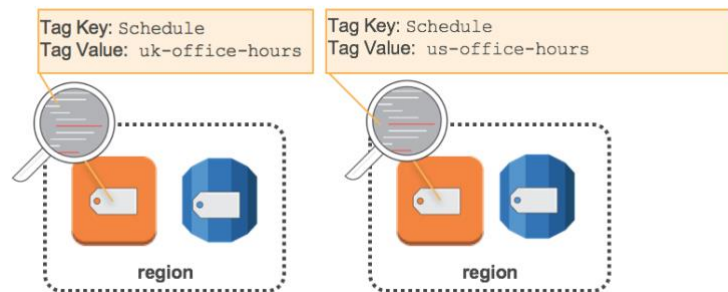 Tag Key: Schedule
Tag Value: uk-office-hours
Tag Key: Schedule
Tag Value: us-office-hours
region
region